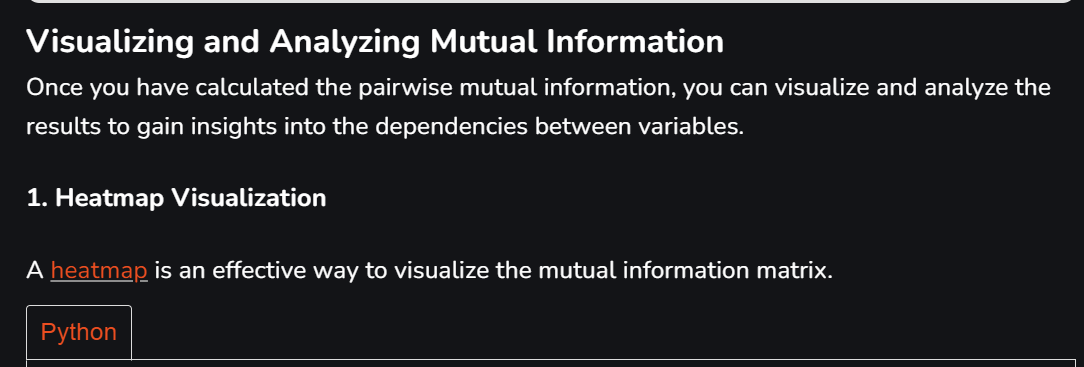 Visualizing and Analyzing Mutual Information
Once you have calculated the pairwise mutual information, you can visualize and analyze the
results to gain insights into the dependencies between variables.
1. Heatmap Visualization
A heatmap is an effective way to visualize the mutual information matrix.
Python